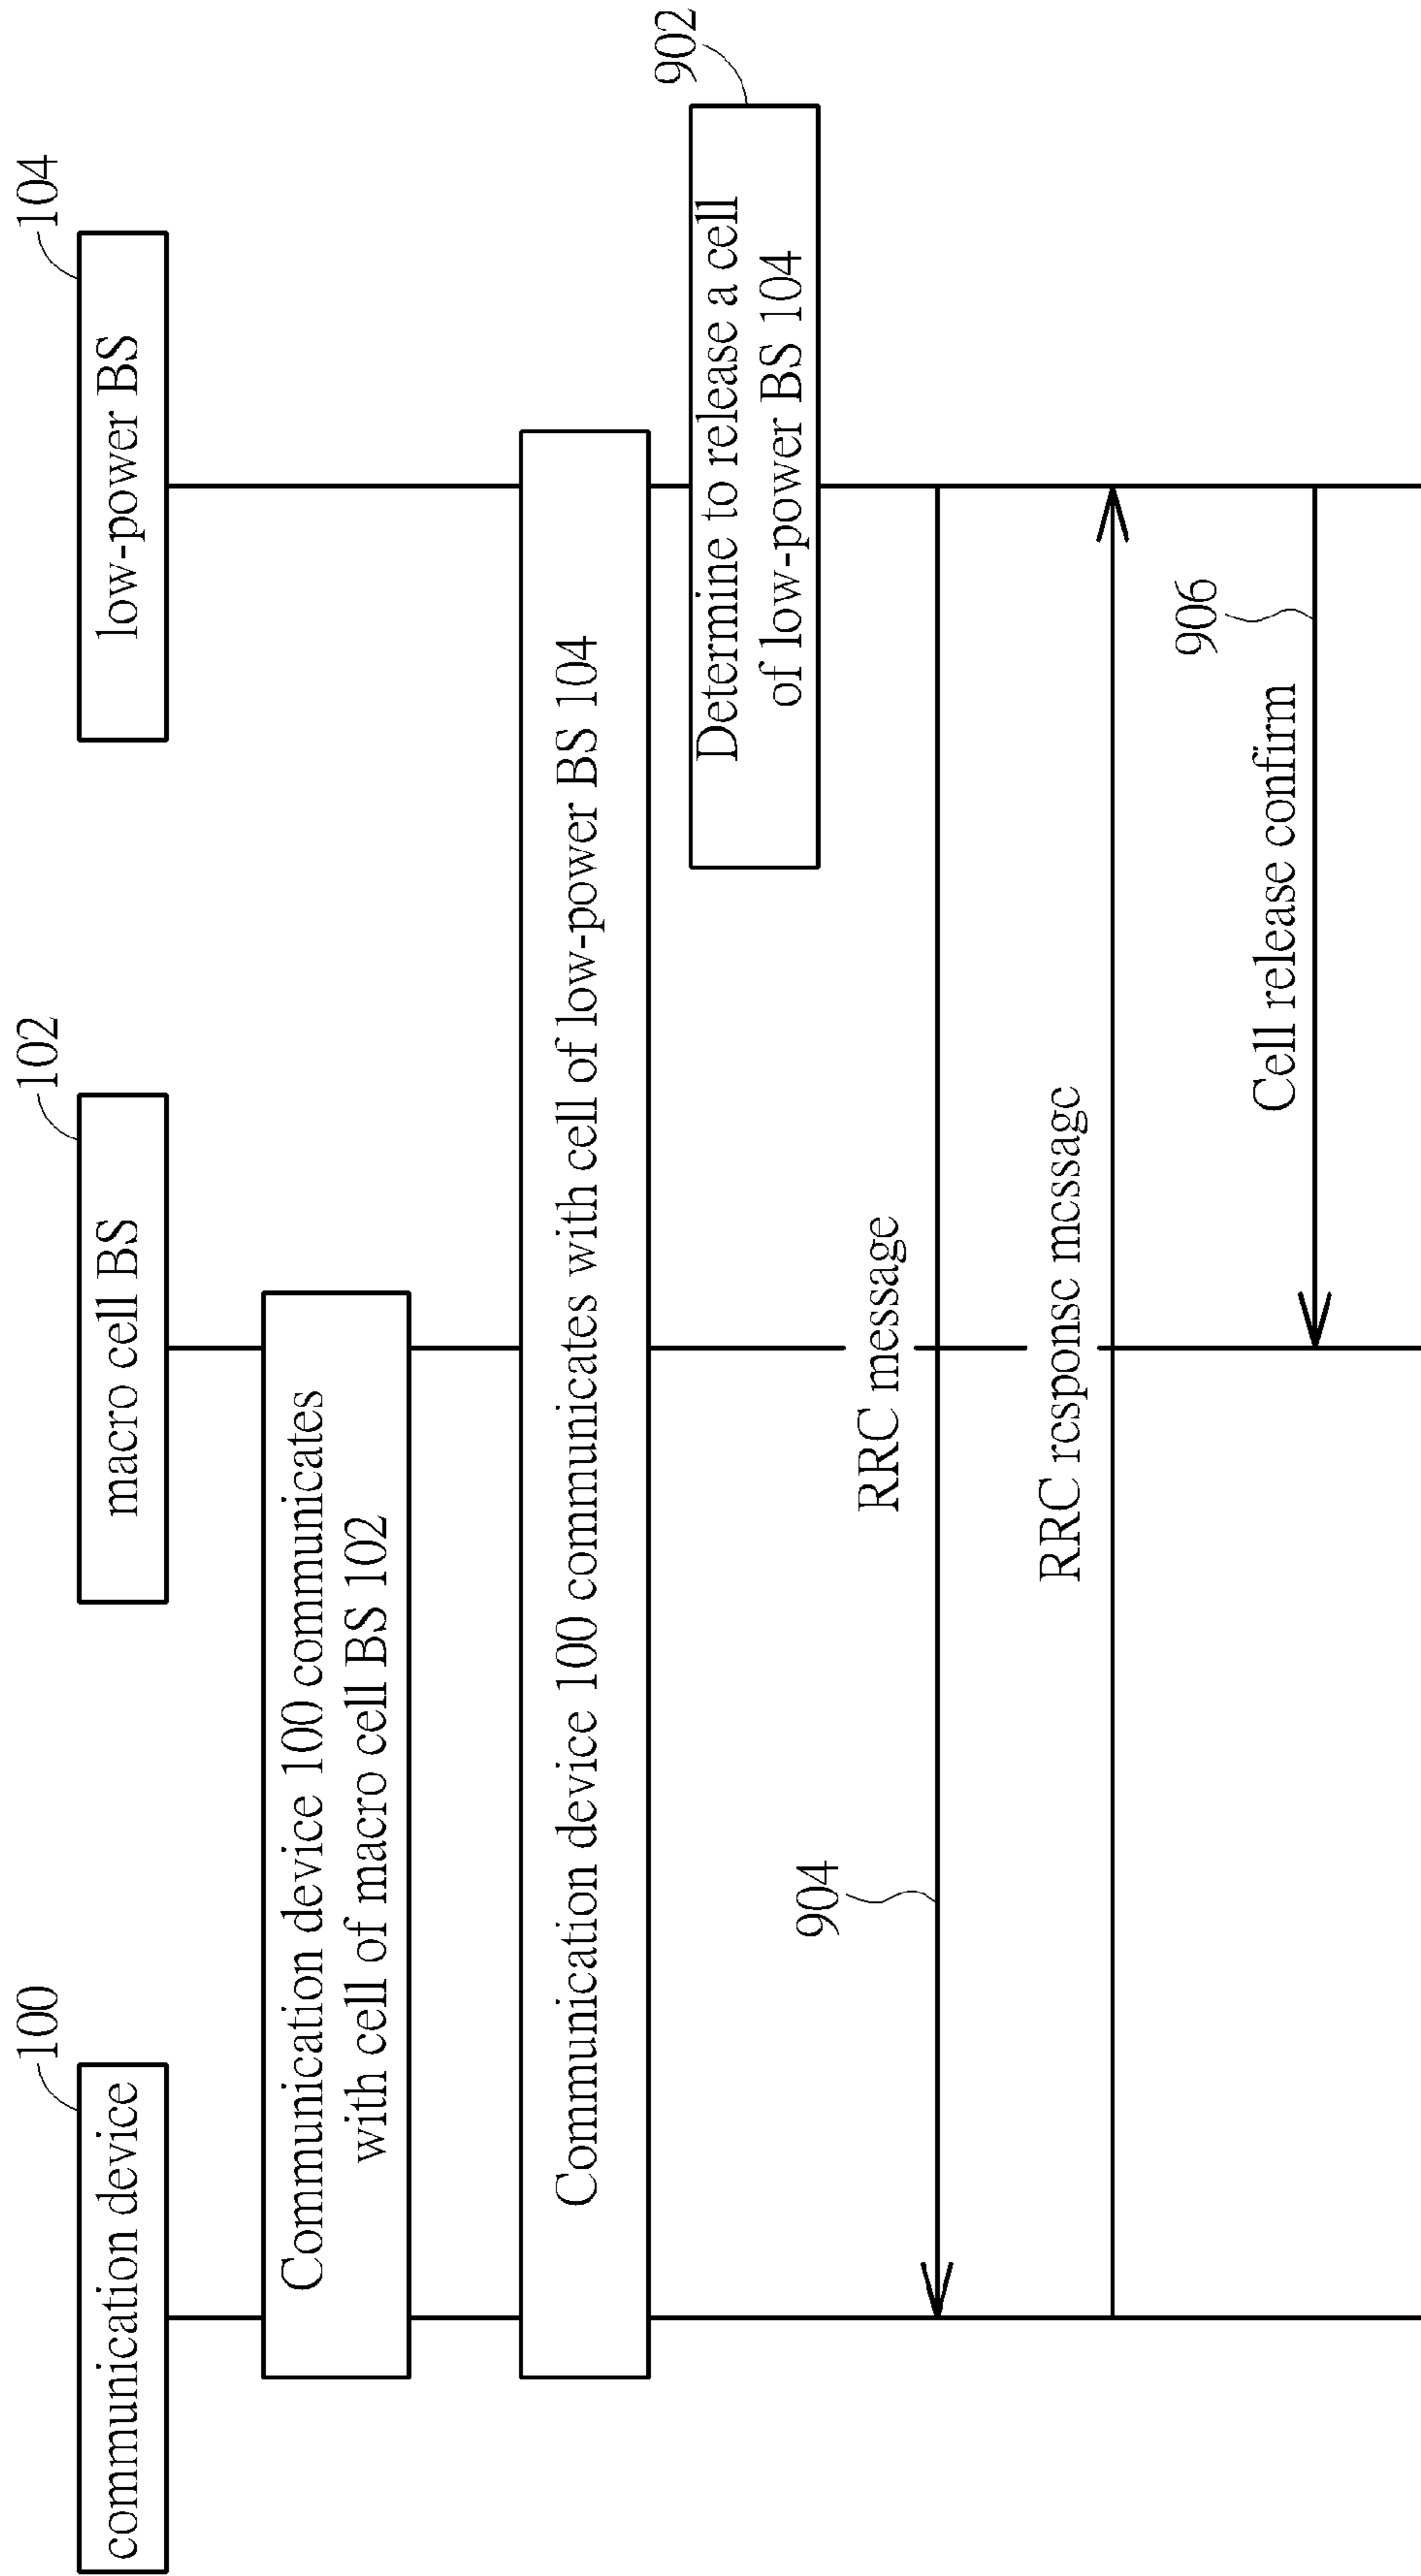 100
102
104
communication device
macro cell BS
low-power BS
Communication device 100 communicates
with cell of macro cell BS 102
Communication device 100 communicates with cell of low-power BS 104
902
Determine to release a cell
of low-power BS 104
904
RRC message
RRC response message
906
Cell release confirm